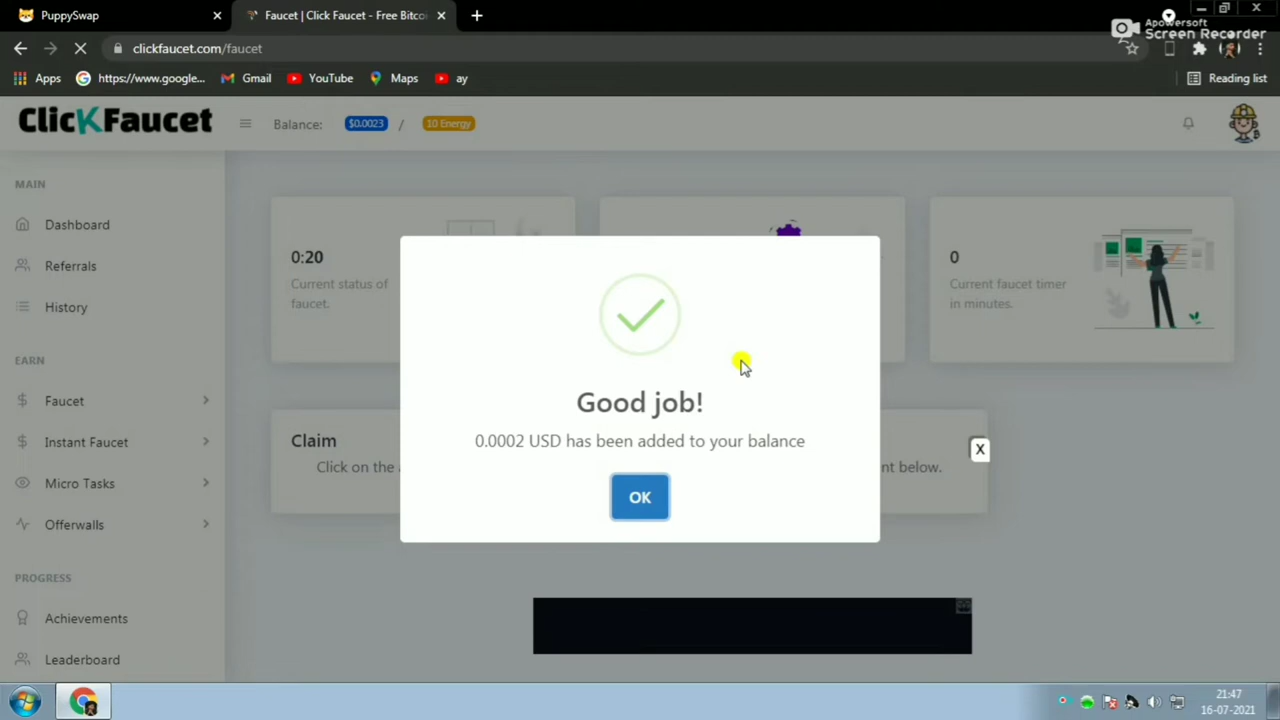 PuppySwap
Faucet | Click Faucet - Free Bitco
Apowersoft
Screen Recorder
clickfaucet.com/faucet
Apps
https://www.google...
Gmail
YouTube
Maps
ay
Reading list
ClicKFaucet
Balance:
$0.0023
/
10 Energy
MAIN
Dashboard
Referrals
History
EARN
Faucet
Instant Faucet
Micro Tasks
Offerwalls
PROGRESS
Achievements
Leaderboard
0:20
Current status of
faucet.
0
Current faucet timer
in minutes.
Claim
Click on the
nt below.
X
Good job!
0.0002 USD has been added to your balance
OK
21:47
16-07-2021